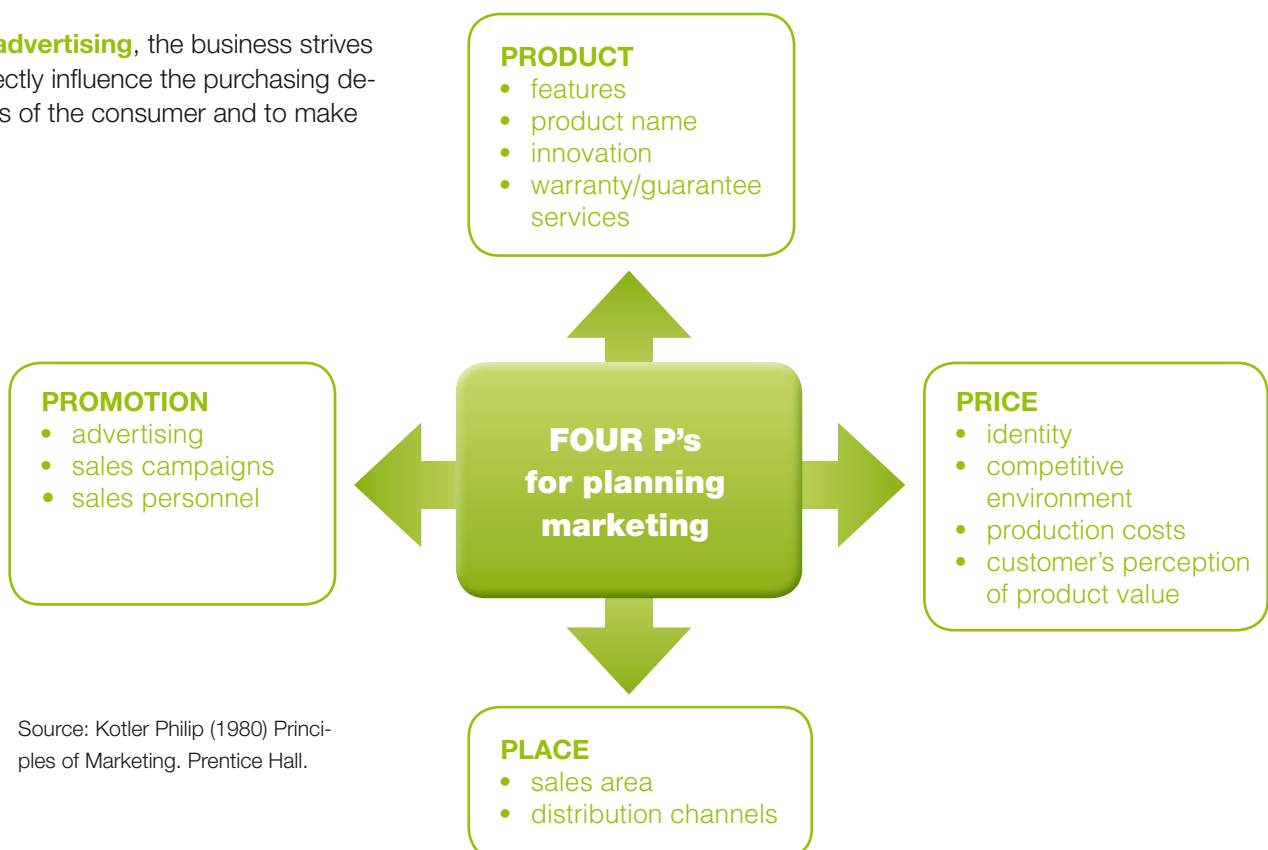 advertising, the business strives
ectly influence the purchasing de-
s of the consumer and to make
PRODUCT
• features
• product name
• innovation
• warranty/guarantee
services
PROMOTION
• advertising
• sales campaigns
• sales personnel
FOUR P's
for planning
marketing
PRICE
• identity
• competitive
environment
• production costs
• customer's perception
of product value
Source: Kotler Philip (1980) Princi-
ples of Marketing. Prentice Hall.
PLACE
• sales area
• distribution channels